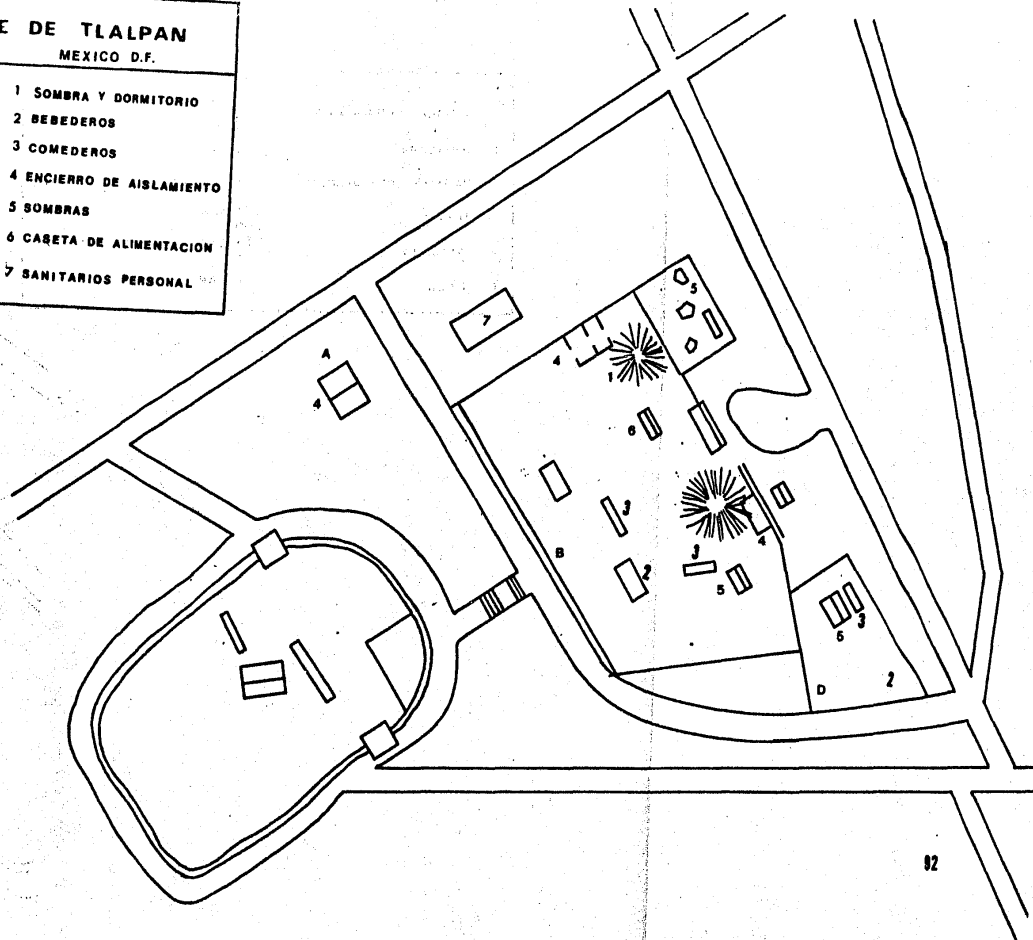 E DE TLALPAN
MEXICO D.F.
1 SOMBRA Y DORMITORIO
2 BEBEDEROS
3 COMEDEROS
4 ENCIERRO DE AISLAMIENTO
5 SOMBRAS
6 CASETA DE ALIMENTACION
7 SANITARIOS PERSONAL
5
7
4
1
A
4
6
3
B
4
3
2
5
6
3
D
2
92